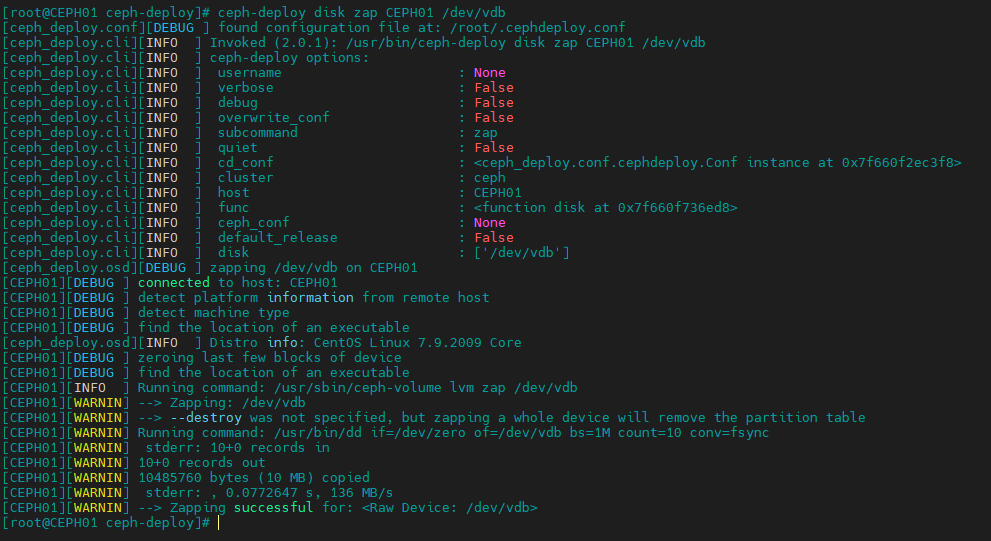 [root@CEPH01 ceph-deploy]# ceph-deploy disk zap CEPH01 /dev/vdb
[ceph_deploy.conf][DEBUG ] found configuration file at: /root/.cephdeploy.conf
[ceph_deploy.cli][INFO  ] Invoked (2.0.1): /usr/bin/ceph-deploy disk zap CEPH01 /dev/vdb
[ceph_deploy.cli][INFO  ] ceph-deploy options:
[ceph_deploy.cli][INFO  ]  username                      : None
[ceph_deploy.cli][INFO  ]  verbose                       : False
[ceph_deploy.cli][INFO  ]  debug                         : False
[ceph_deploy.cli][INFO  ]  overwrite_conf                : False
[ceph_deploy.cli][INFO  ]  subcommand                    : zap
[ceph_deploy.cli][INFO  ]  quiet                         : False
[ceph_deploy.cli][INFO  ]  cd_conf                       : <ceph_deploy.conf.cephdeploy.Conf instance at 0x7f660f2ec3f8>
[ceph_deploy.cli][INFO  ]  cluster                       : ceph
[ceph_deploy.cli][INFO  ]  host                          : CEPH01
[ceph_deploy.cli][INFO  ]  func                          : <function disk at 0x7f660f736ed8>
[ceph_deploy.cli][INFO  ]  ceph_conf                     : None
[ceph_deploy.cli][INFO  ]  default_release               : False
[ceph_deploy.cli][INFO  ]  disk                          : ['/dev/vdb']
[ceph_deploy.osd][DEBUG ] zapping /dev/vdb on CEPH01
[CEPH01][DEBUG ] connected to host: CEPH01
[CEPH01][DEBUG ] detect platform information from remote host
[CEPH01][DEBUG ] detect machine type
[CEPH01][DEBUG ] find the location of an executable
[ceph_deploy.osd][INFO  ] Distro info: CentOS Linux 7.9.2009 Core
[CEPH01][DEBUG ] zeroing last few blocks of device
[CEPH01][DEBUG ] find the location of an executable
[CEPH01][INFO  ] Running command: /usr/sbin/ceph-volume lvm zap /dev/vdb
[CEPH01][WARNIN] --> Zapping: /dev/vdb
[CEPH01][WARNIN] --> --destroy was not specified, but zapping a whole device will remove the partition table
[CEPH01][WARNIN] Running command: /usr/bin/dd if=/dev/zero of=/dev/vdb bs=1M count=10 conv=fsync
[CEPH01][WARNIN]  stderr: 10+0 records in
[CEPH01][WARNIN] 10+0 records out
[CEPH01][WARNIN] 10485760 bytes (10 MB) copied
[CEPH01][WARNIN]  stderr: , 0.0772647 s, 136 MB/s
[CEPH01][WARNIN] --> Zapping successful for: <Raw Device: /dev/vdb>
[root@CEPH01 ceph-deploy]#